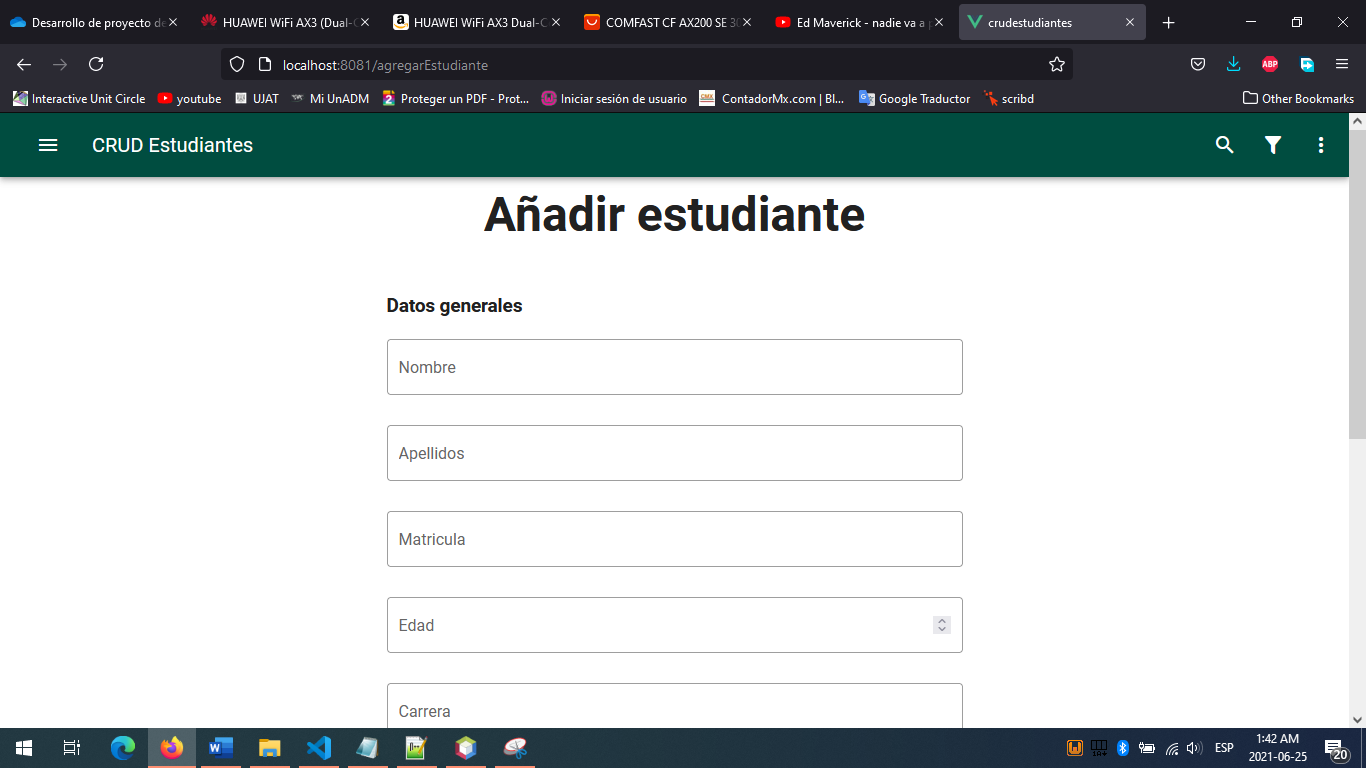 Desarrollo de proyecto de
HUAWEI WiFi AX3 (Dual-C
HUAWEI WiFi AX3 Dual-C
COMFAST CF AX200 SE 30
Ed Maverick - nadie va a p
crudestudiantes
localhost:8081/agregarEstudiante
ABP
Interactive Unit Circle
youtube
UJAT
Mi UnADM
Proteger un PDF - Prot...
Iniciar sesión de usuario
CMX
ContadorMx.com | Bl...
Google Traductor
scribd
Other Bookmarks
CRUD Estudiantes
Añadir estudiante
Datos generales
Nombre
Apellidos
Matricula
Edad
Carrera
ESP
1:42 AM
2021-06-25
20